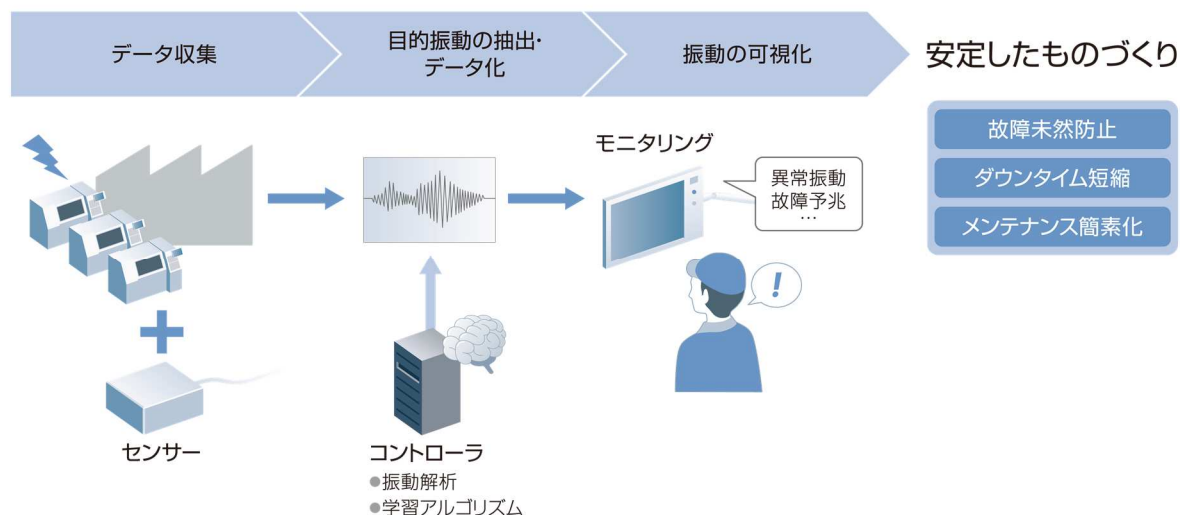 データ収集
目的振動の抽出・
データ化
振動の可視化
安定したものづくり
故障未然防止
ダウンタイム短縮
メンテナンス簡素化
モニタリング
異常振動
故障予兆
…
!
センサー
コントローラ
●振動解析
●学習アルゴリズム